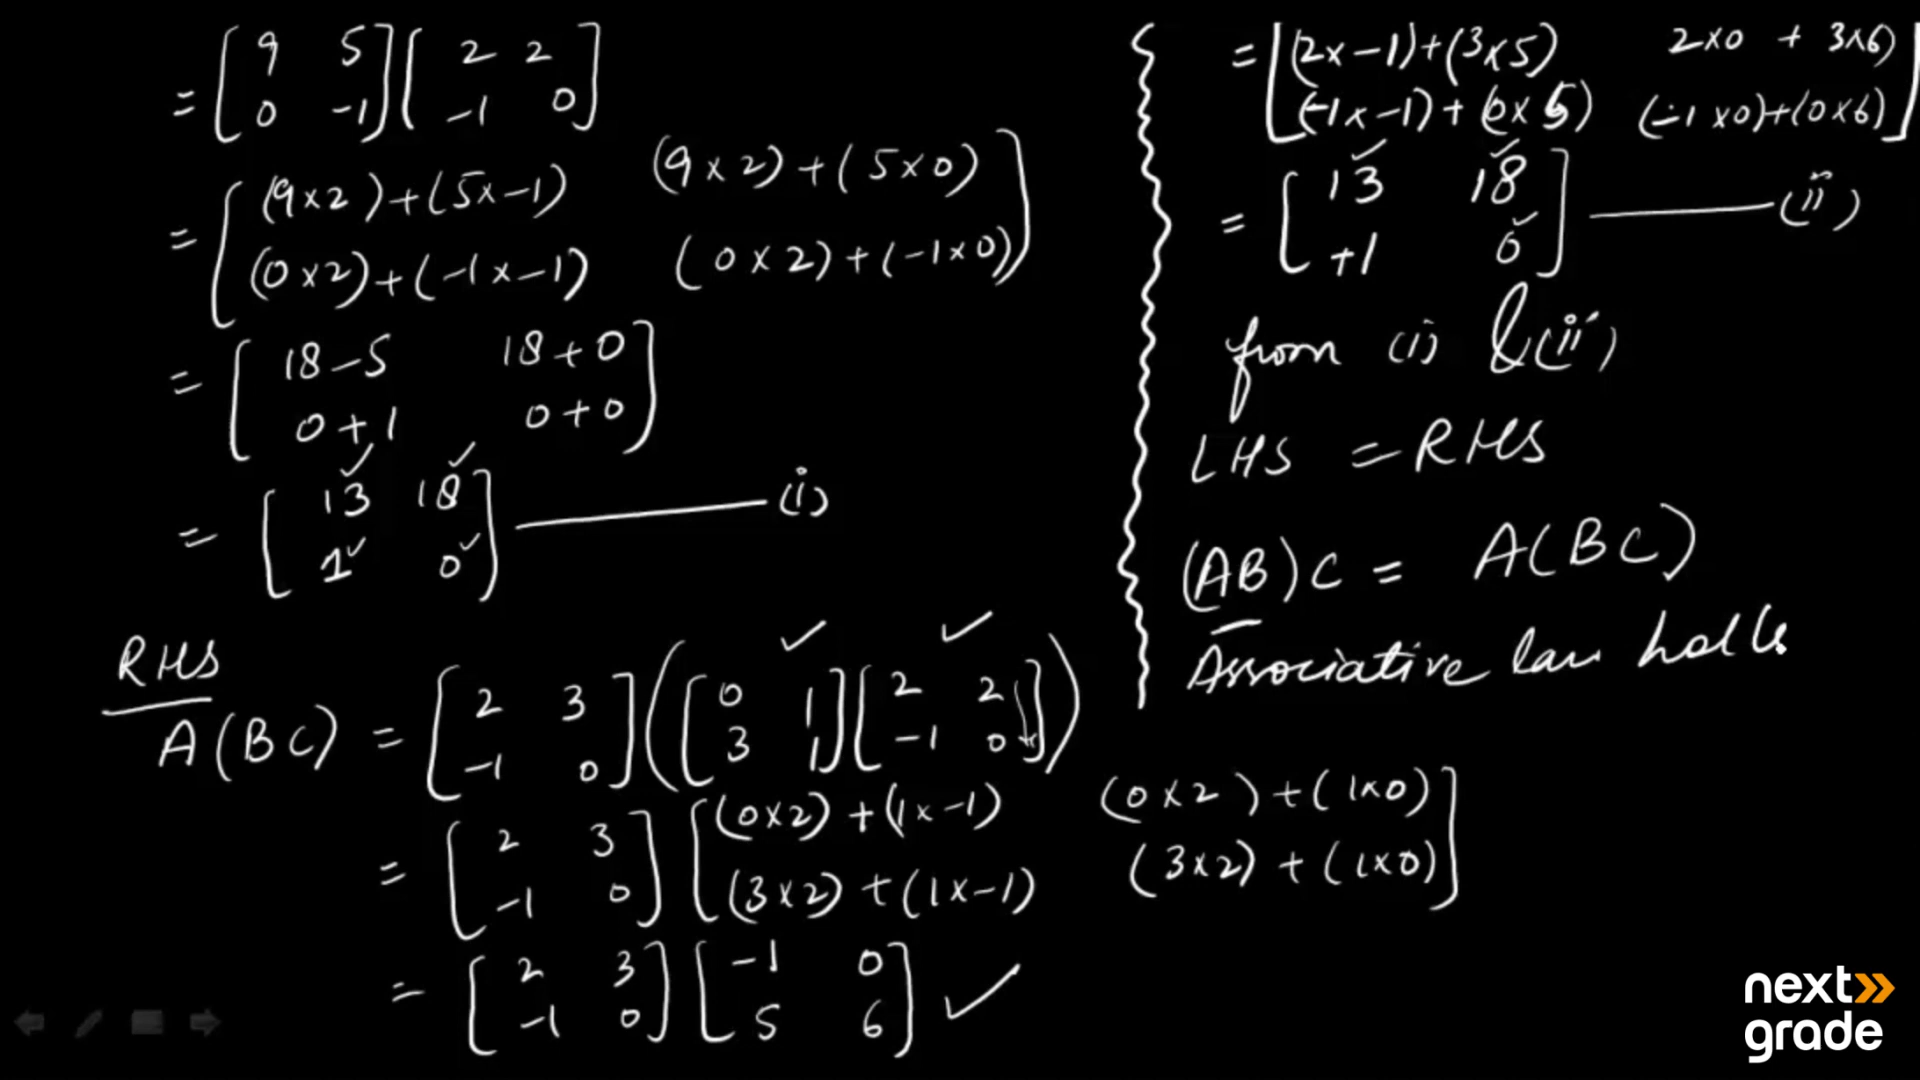 = [ 9 5 0 -1 ] [ 2 2 -1 0 ]
= [ (9×2)+(5×-1) (9×2)+(5×0)
(0×2)+(-1×-1) (0×2)+(-1×0) ]
= [ 18-5 18+0
0+1 0+0 ]
= [ 13 18 1 0 ] ——— (i)
RHS
A(BC) = [ 2 3 -1 0 ] ( [ 0 1 3 1 ] [ 2 2 -1 0 ] )
= [ 2 3 -1 0 ] [ (0×2)+(1×-1) (0×2)+(1×0)
(3×2)+(1×-1) (3×2)+(1×0) ]
= [ 2 3 -1 0 ] [ -1 0 5 6 ] ✓
= [ (2×-1)+(3×5) 2×0 + 3×6)
(-1×-1)+(0×5) (-1×0)+(0×6) ]
= [ 13 18 +1 0 ] ——— (ii)
from (i) & (ii)
LHS = RHS
(AB)C = A(BC)
Associative law holds
next
grade